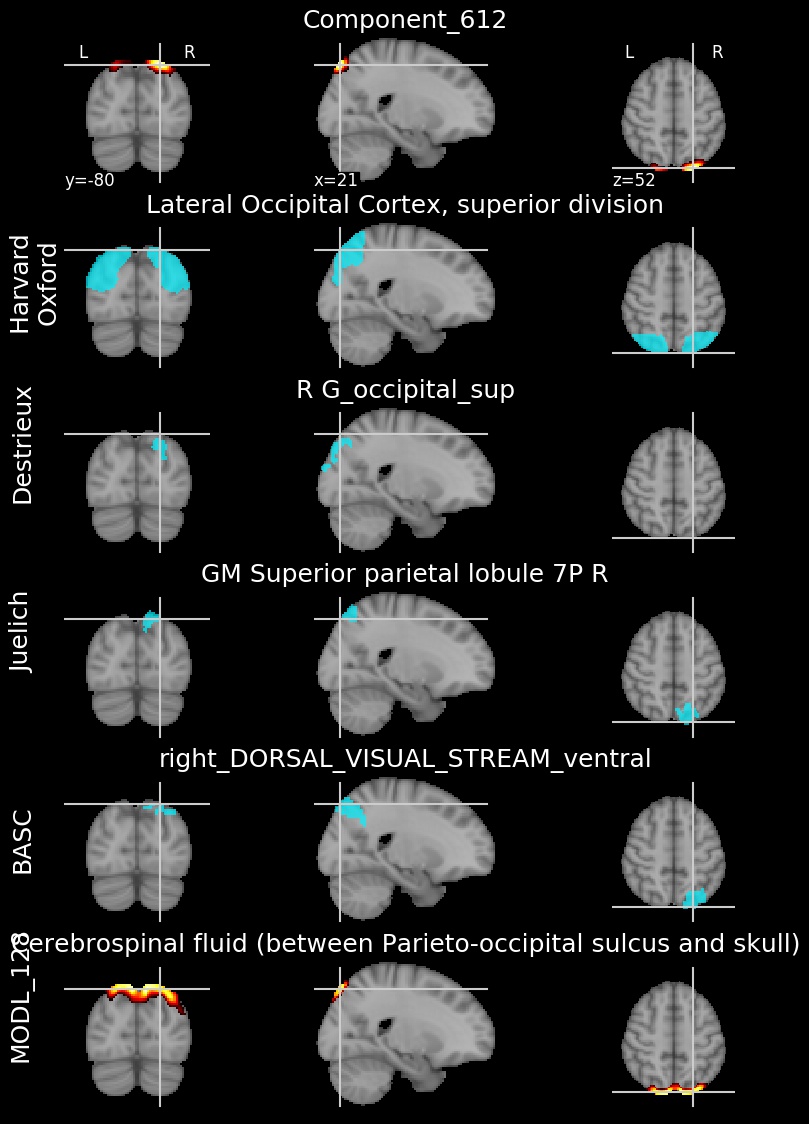 Component_612
L R L R
y=-80 x=21 z=52
Lateral Occipital Cortex, superior division
Harvard
Oxford
R G_occipital_sup
Destrieux
GM Superior parietal lobule 7P R
Juelich
right_DORSAL_VISUAL_STREAM_ventral
BASC
erebrospinal fluid (between Parieto-occipital sulcus and skull)
MODL_128